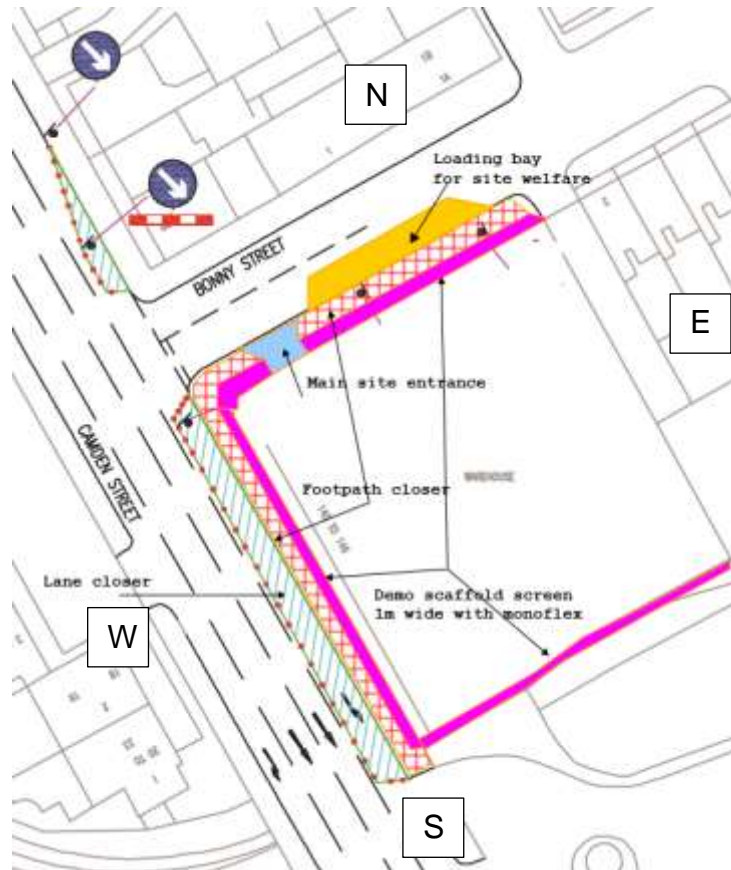 N
Loading bay
for site welfare
BONNY STREET
E
Main site entrance
CAMDEN STREET
Footpath closer
WAREHOUSE
Lane closer
Demo scaffold screen
1m wide with monoflex
W
S